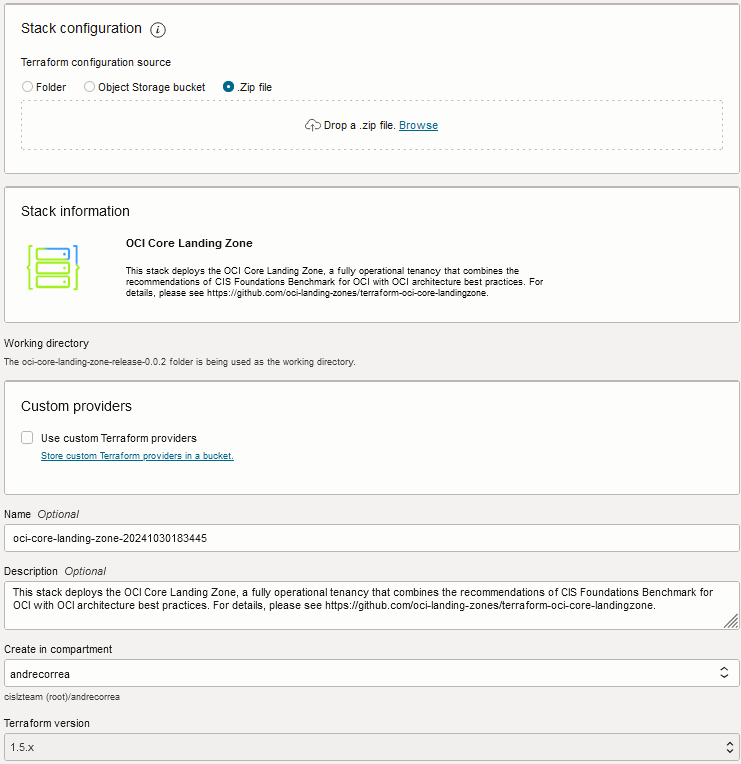 Stack configuration
Terraform configuration source
Folder Object Storage bucket .Zip file
Drop a .zip file. Browse
Stack information
OCI Core Landing Zone
This stack deploys the OCI Core Landing Zone, a fully operational tenancy that combines the
recommendations of CIS Foundations Benchmark for OCI with OCI architecture best practices. For
details, please see https://github.com/oci-landing-zones/terraform-oci-core-landingzone.
Working directory
The oci-core-landing-zone-release-0.0.2 folder is being used as the working directory.
Custom providers
Use custom Terraform providers
Store custom Terraform providers in a bucket.
Name Optional
oci-core-landing-zone-20241030183445
Description Optional
This stack deploys the OCI Core Landing Zone, a fully operational tenancy that combines the recommendations of CIS Foundations Benchmark for
OCI with OCI architecture best practices. For details, please see https://github.com/oci-landing-zones/terraform-oci-core-landingzone.
Create in compartment
andrecorrea
cislzteam (root)/andrecorrea
Terraform version
1.5.x